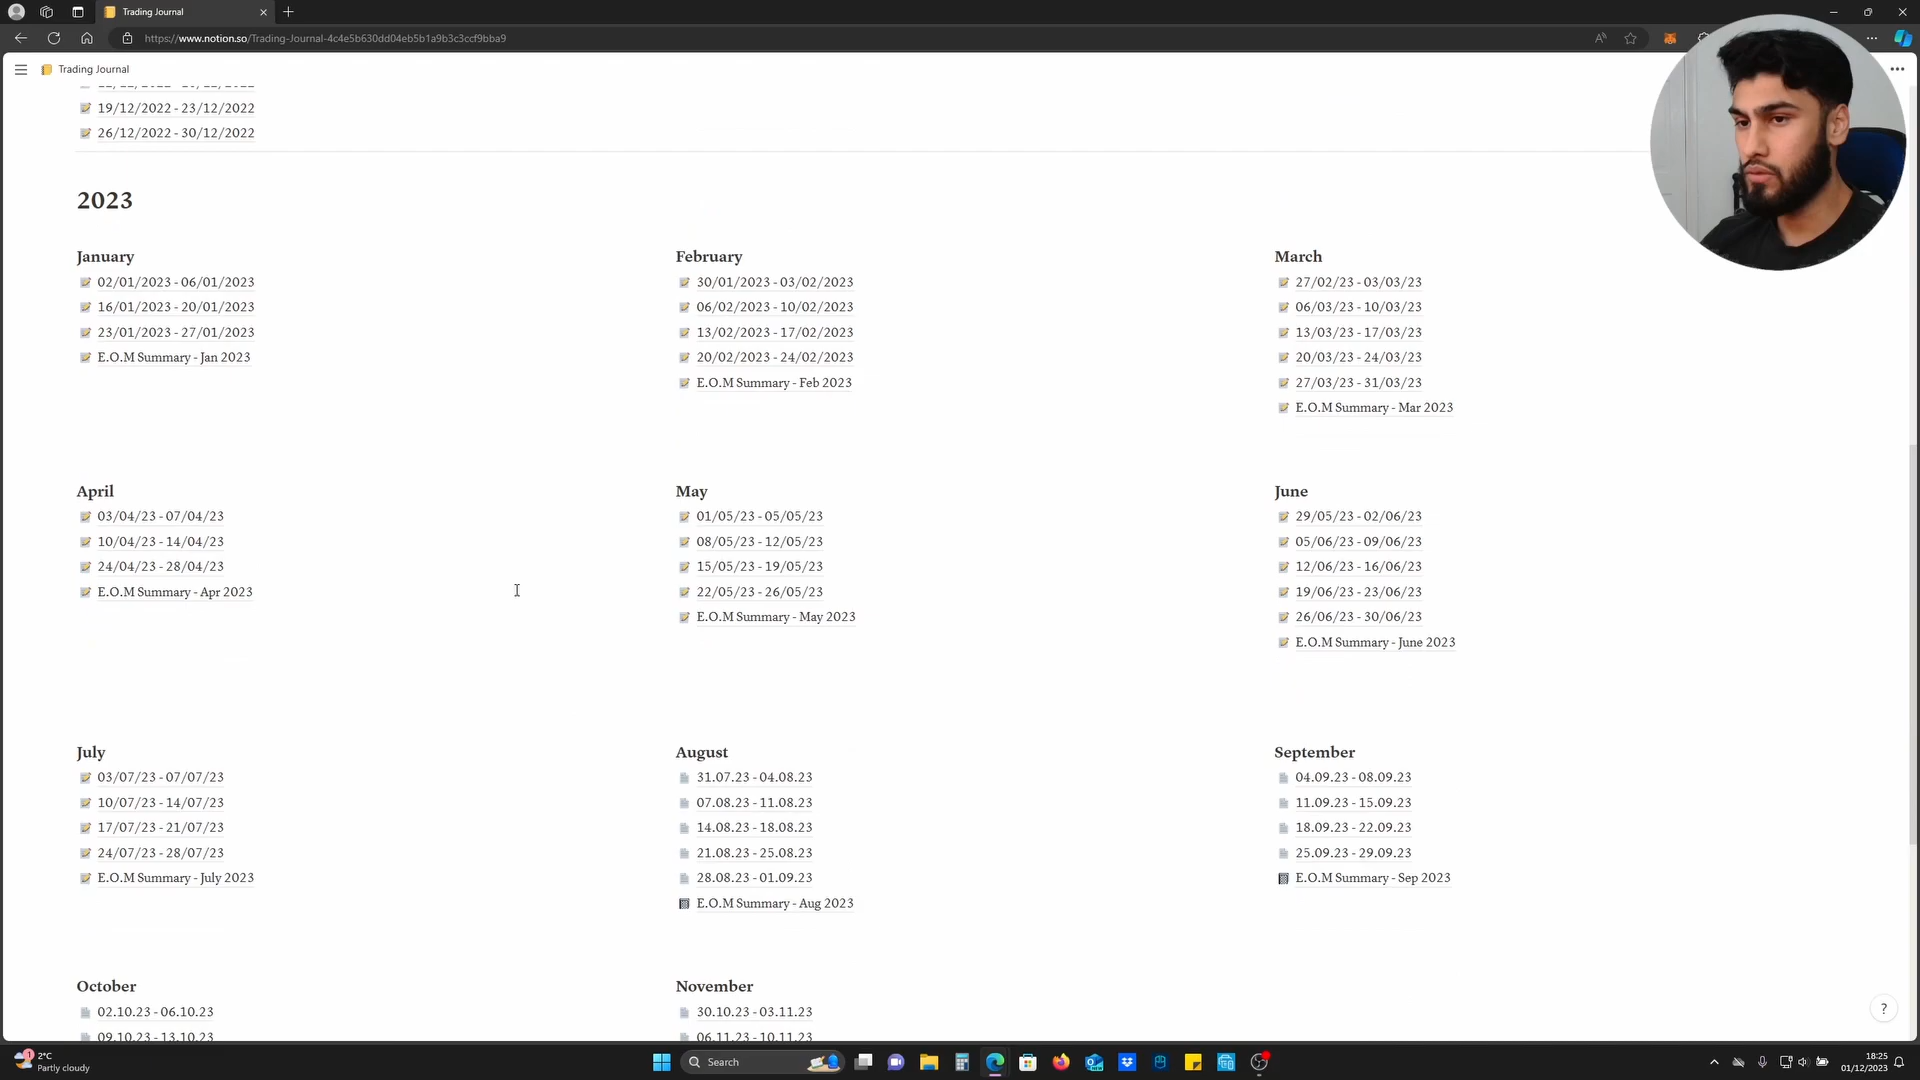 Trading Journal
https://www.notion.so/Trading-Journal-4c4e5b630dd04eb5b1a9b3c3ccf9bba9
Trading Journal
19/12/2022 - 23/12/2022
26/12/2022 - 30/12/2022
2023
January
02/01/2023 - 06/01/2023
16/01/2023 - 20/01/2023
23/01/2023 - 27/01/2023
E.O.M Summary - Jan 2023
February
30/01/2023 - 03/02/2023
06/02/2023 - 10/02/2023
13/02/2023 - 17/02/2023
20/02/2023 - 24/02/2023
E.O.M Summary - Feb 2023
March
27/02/23 - 03/03/23
06/03/23 - 10/03/23
13/03/23 - 17/03/23
20/03/23 - 24/03/23
27/03/23 - 31/03/23
E.O.M Summary - Mar 2023
April
03/04/23 - 07/04/23
10/04/23 - 14/04/23
24/04/23 - 28/04/23
E.O.M Summary - Apr 2023
May
01/05/23 - 05/05/23
08/05/23 - 12/05/23
15/05/23 - 19/05/23
22/05/23 - 26/05/23
E.O.M Summary - May 2023
June
29/05/23 - 02/06/23
05/06/23 - 09/06/23
12/06/23 - 16/06/23
19/06/23 - 23/06/23
26/06/23 - 30/06/23
E.O.M Summary - June 2023
July
03/07/23 - 07/07/23
10/07/23 - 14/07/23
17/07/23 - 21/07/23
24/07/23 - 28/07/23
E.O.M Summary - July 2023
August
31.07.23 - 04.08.23
07.08.23 - 11.08.23
14.08.23 - 18.08.23
21.08.23 - 25.08.23
28.08.23 - 01.09.23
E.O.M Summary - Aug 2023
September
04.09.23 - 08.09.23
11.09.23 - 15.09.23
18.09.23 - 22.09.23
25.09.23 - 29.09.23
E.O.M Summary - Sep 2023
October
02.10.23 - 06.10.23
09.10.23 - 13.10.23
November
30.10.23 - 03.11.23
06.11.23 - 10.11.23
?
2°C
Partly cloudy
Search
18:25
01/12/2023